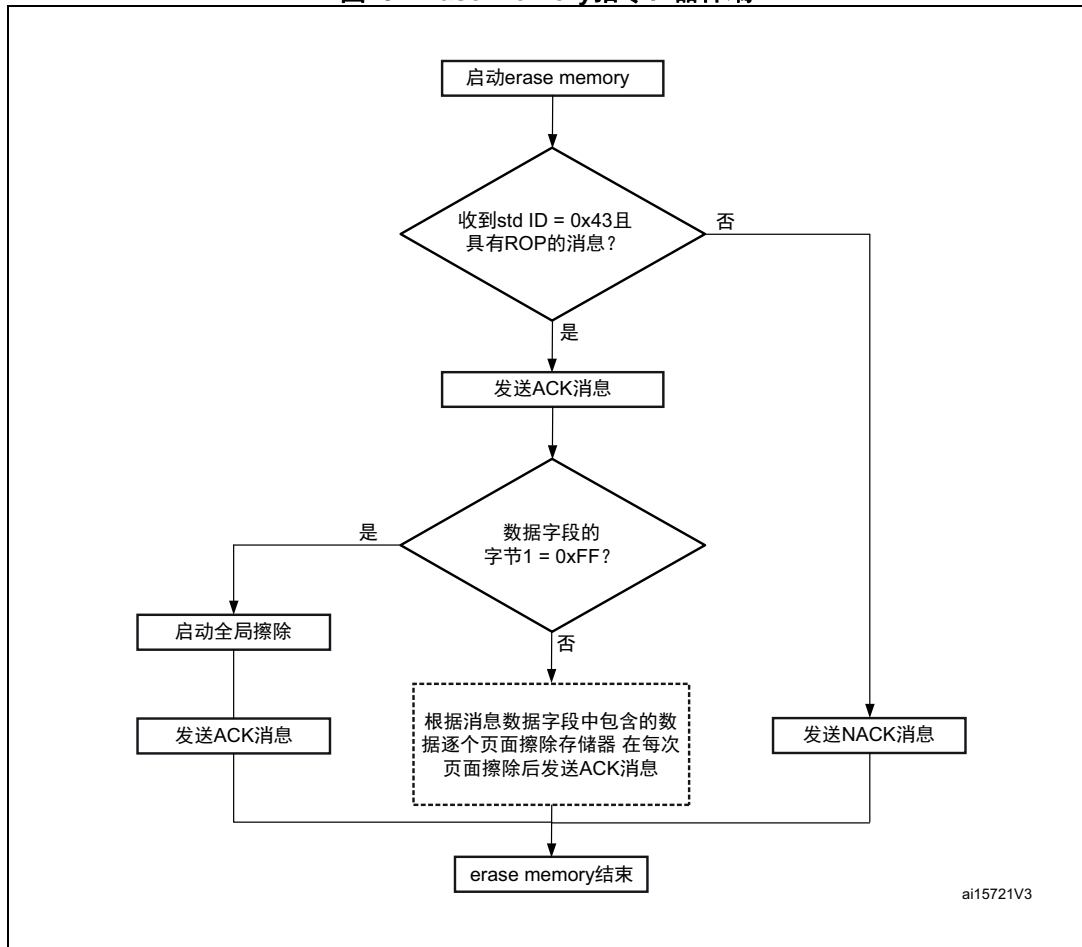 启动erase memory
收到std ID = 0x43且
具有ROP的消息？
否
是
发送ACK消息
数据字段的
字节1 = 0xFF？
是
否
启动全局擦除
发送ACK消息
根据消息数据字段中包含的数
据逐个页面擦除存储器 在每次
页面擦除后发送ACK消息
发送NACK消息
erase memory结束
ai15721V3